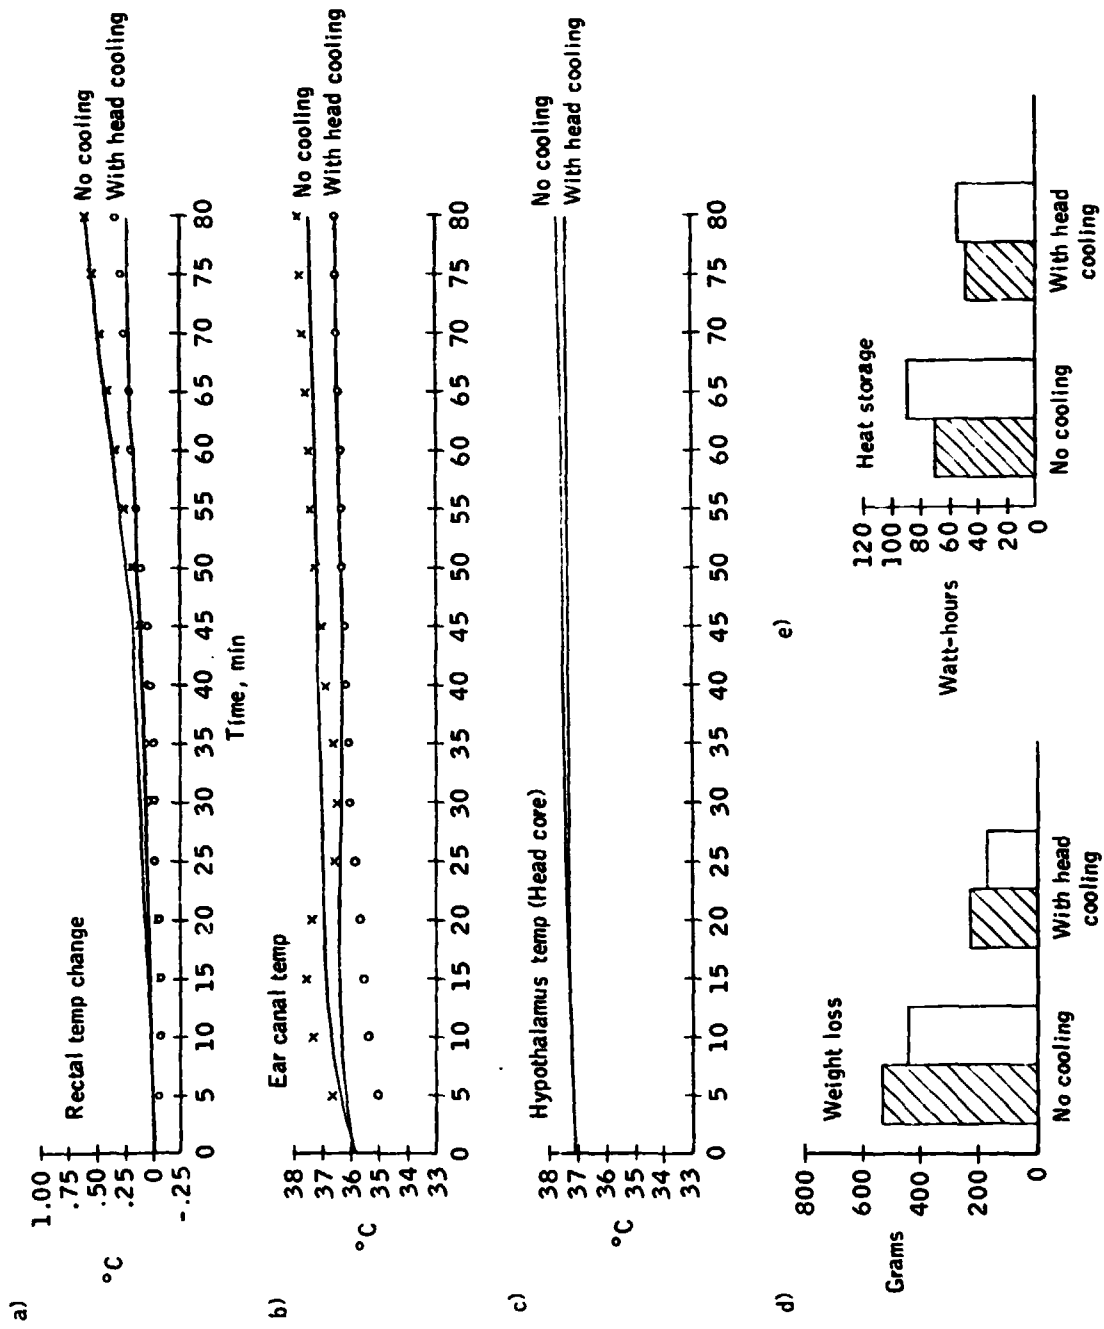 a)
Rectal temp change
°C
1.00
.75
.50
.25
0
-.25
No cooling
With head cooling
0 5 10 15 20 25 30 35 40 45 50 55 60 65 70 75 80
Time, min
b)
Ear canal temp
°C
38
37
36
35
34
33
No cooling
With head cooling
0 5 10 15 20 25 30 35 40 45 50 55 60 65 70 75 80
c)
Hypothalamus temp (Head core)
°C
38
37
36
35
34
33
No cooling
With head cooling
0 5 10 15 20 25 30 35 40 45 50 55 60 65 70 75 80
d)
Weight loss
Grams
800
600
400
200
0
No cooling
With head
cooling
e)
Heat storage
Watt-hours
120
100
80
60
40
20
0
No cooling
With head
cooling